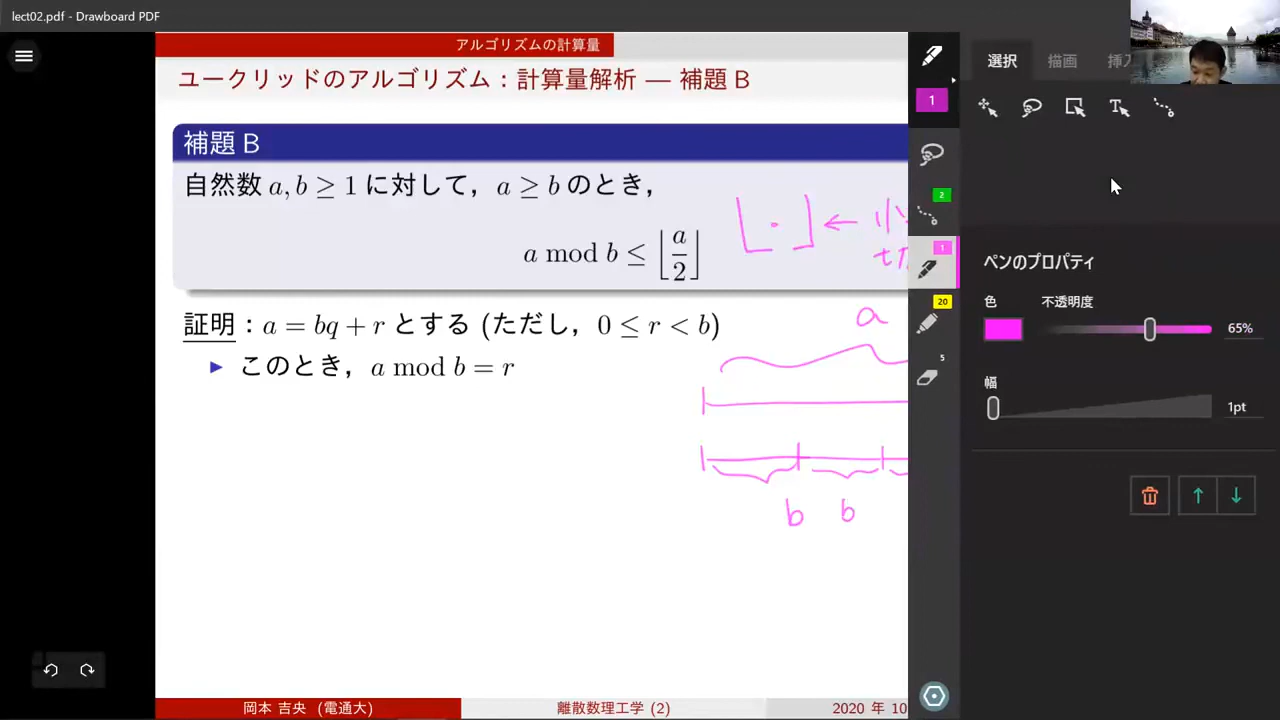 lect02.pdf - Drawboard PDF
アルゴリズムの計算量
ユークリッドのアルゴリズム：計算量解析 — 補題 B
補題 B
自然数 a, b ≥ 1 に対して，a ≥ b のとき，
a mod b ≤ ⌊a/2⌋
⌊ · ⌋ ← 小
切
証明：a = bq + r とする (ただし，0 ≤ r < b)
▶ このとき，a mod b = r
a
b b
岡本 吉央 (電通大)
離散数理工学 (2)
2020 年 10
1
2
1
20
5
選択
描画
ペンのプロパティ
色
不透明度
65%
幅
1pt